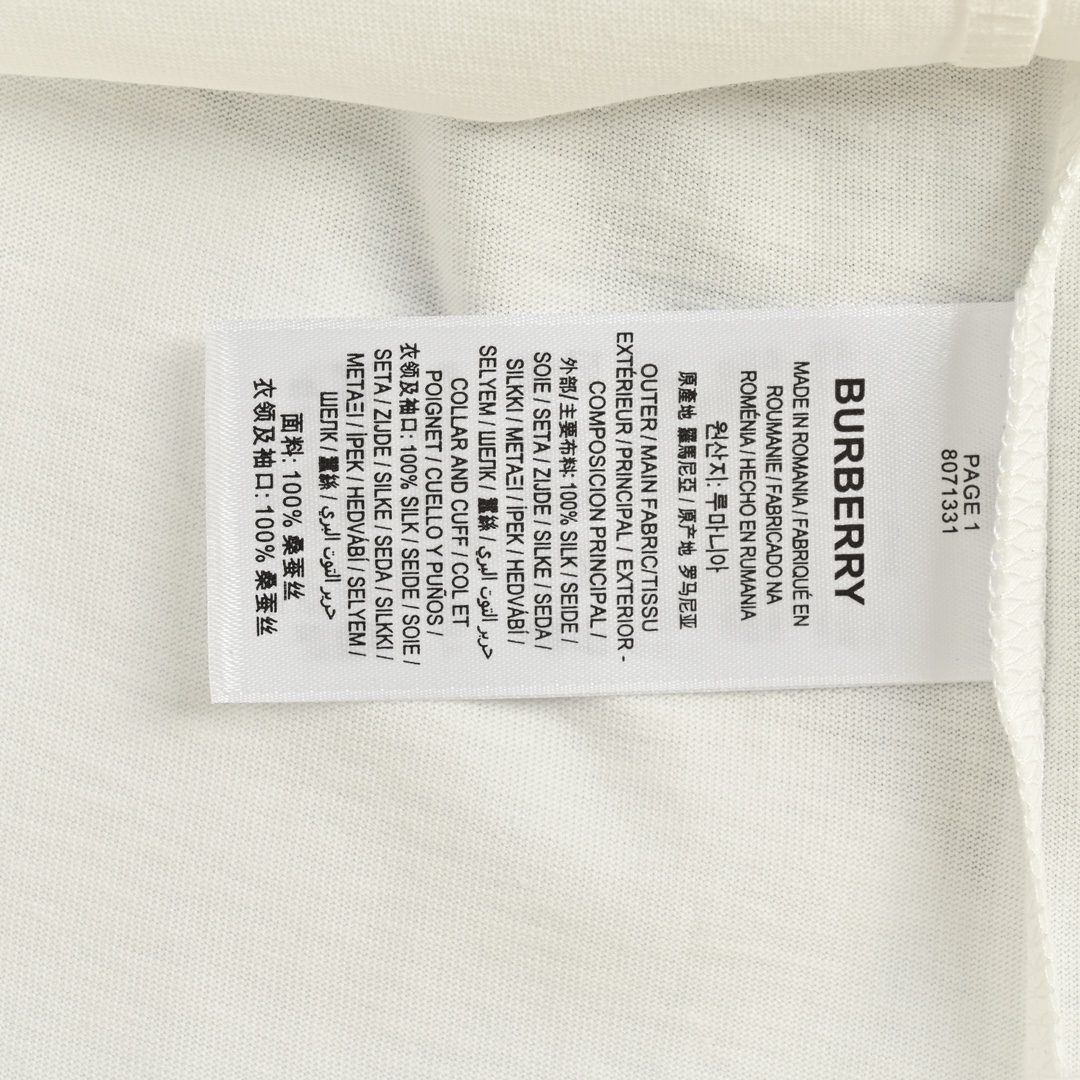 PAGE 1
8071331
BURBERRY
MADE IN ROMANIA / FABRIQUÉ EN
ROUMANIE / FABRICADO NA
ROMÉNIA / HECHO EN RUMANIA
원산지: 루마니아
原產地 羅馬尼亞 / 原产地 罗马尼亚
OUTER / MAIN FABRIC/TISSU
EXTÉRIEUR /PRINCIPAL / EXTERIOR -
COMPOSICION PRINCIPAL /
外部/主要布料: 100% SILK / SEIDE /
SOIE / SETA / ZIJDE / SILKE / SEDA /
SILKKI / ΜΕΤΑΞΙ / İPEK / HEDVÁBÍ /
SELYEM / ШЕЛК / 蠶絲 / حرير التوت البري
COLLAR AND CUFF / COL ET
POIGNET / CUELLO Y PUÑOS /
衣领及袖口: 100% SILK / SEIDE / SOIE /
SETA / ZIJDE / SILKE / SEDA / SILKKI /
ΜΕΤΑΞΙ / İPEK / HEDVÁBÍ / SELYEM /
ШЕЛК / 蠶絲 / حرير التوت البري
面料: 100% 桑蚕丝
衣领及袖口: 100% 桑蚕丝